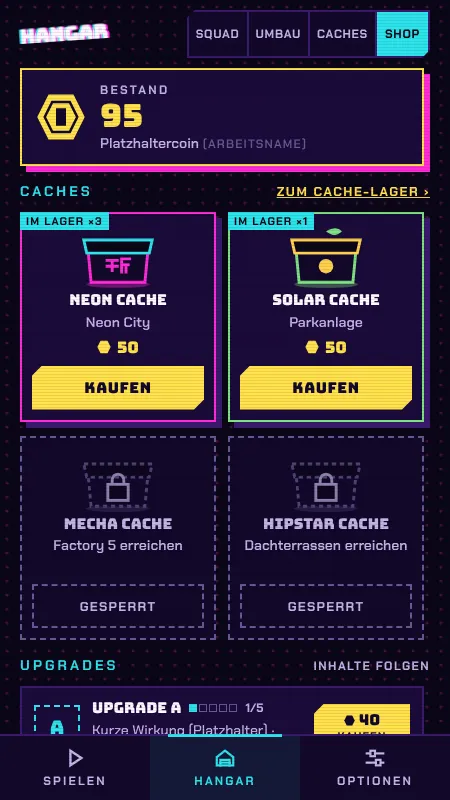 HANGAR
SQUAD UMBAU CACHES SHOP
BESTAND
95
Platzhaltercoin (ARBEITSNAME)
CACHES ZUM CACHE-LAGER ›
IM LAGER ×3 IM LAGER ×1
NEON CACHE SOLAR CACHE
Neon City Parkanlage
50 50
KAUFEN KAUFEN
MECHA CACHE HIPSTAR CACHE
Factory 5 erreichen Dachterrassen erreichen
GESPERRT GESPERRT
UPGRADES INHALTE FOLGEN
UPGRADE A 1/5
A Kurze Wirkung (Platzhalter) · 40
SPIELEN HANGAR OPTIONEN